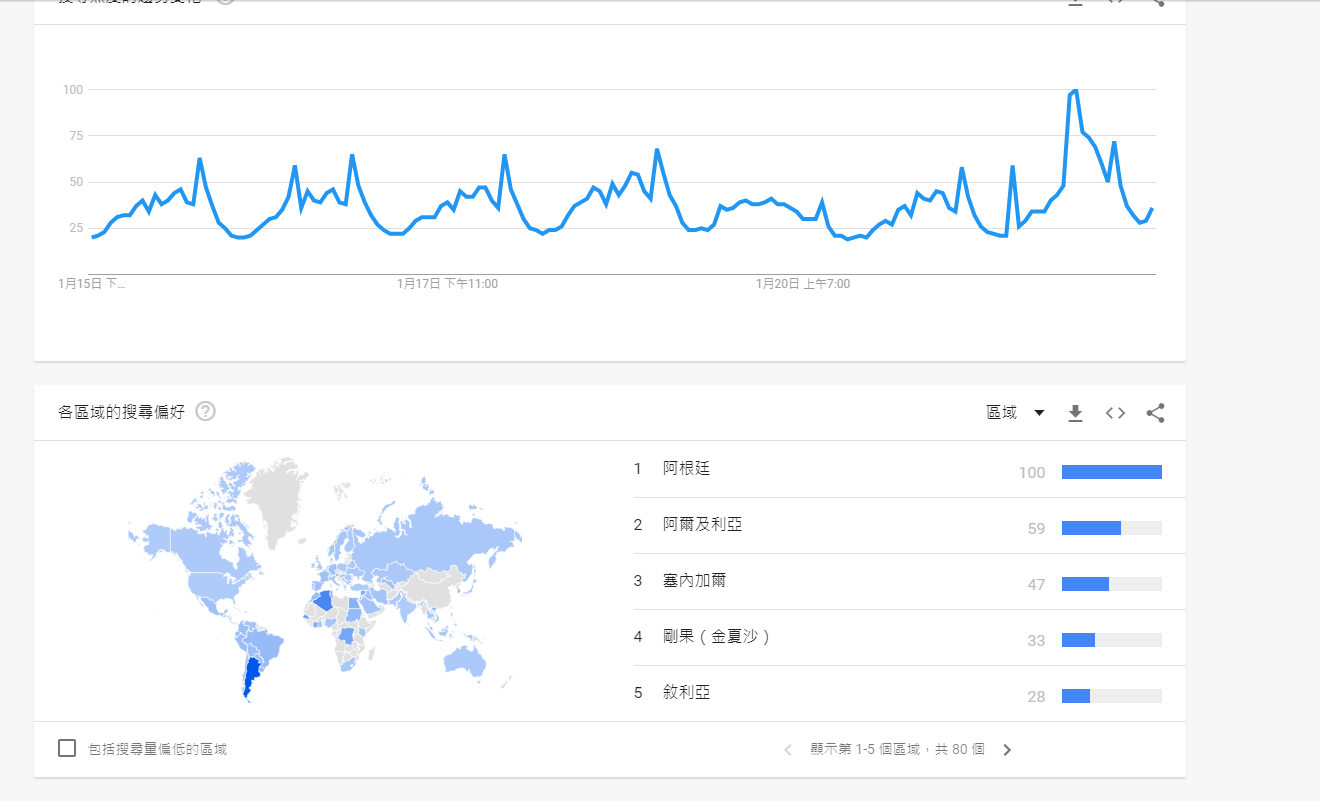 100
75
50
25
1月15日 下...
1月17日 下午11:00
1月20日 上午7:00
各區域的搜尋偏好
區域
1 阿根廷 100
2 阿爾及利亞 59
3 塞內加爾 47
4 剛果（金夏沙） 33
5 敘利亞 28
包括搜尋量偏低的區域
顯示第 1-5 個區域，共 80 個